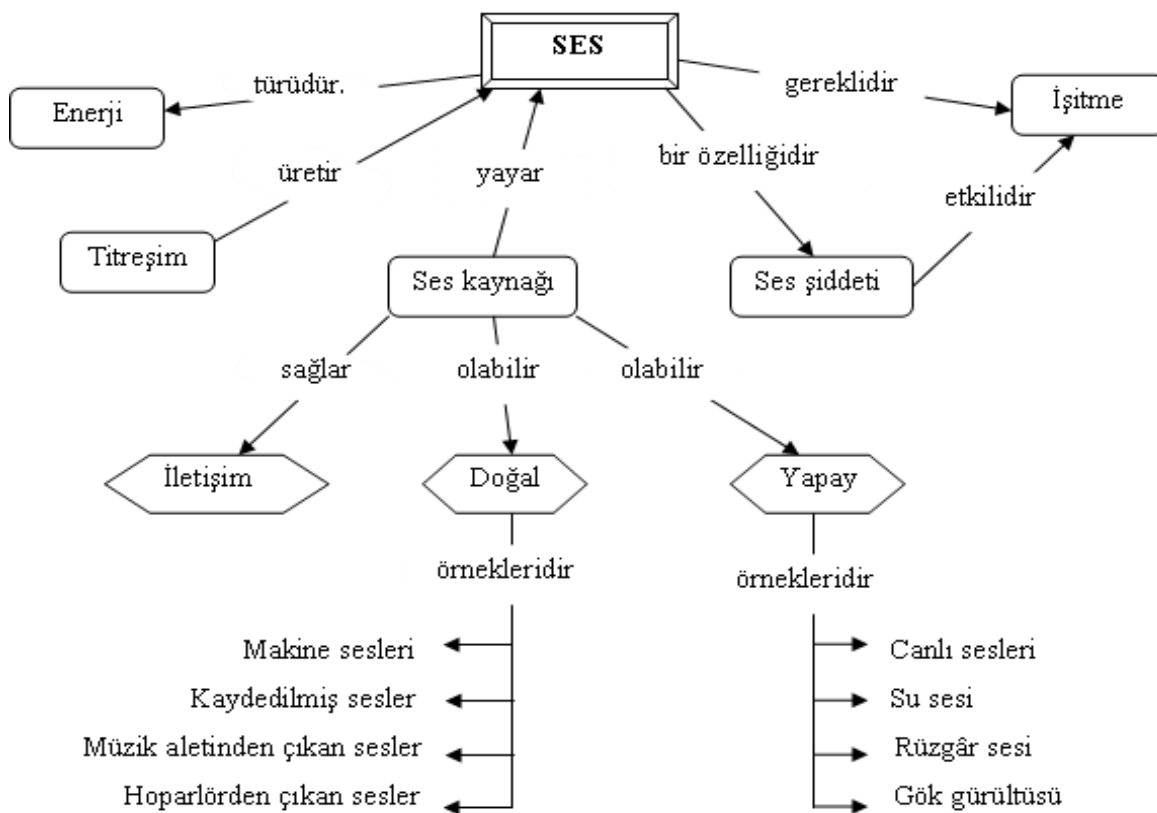 SES
türüdür.
gereklidir
Enerji
İşitme
bir özelliğidir
üretir
yayar
etkilidir
Titreşim
Ses kaynağı
Ses şiddeti
sağlar
olabilir
olabilir
İletişim
Doğal
Yapay
örnekleridir
örnekleridir
Makine sesleri
Kaydedilmiş sesler
Müzik aletinden çıkan sesler
Hoparlörden çıkan sesler
Canlı sesleri
Su sesi
Rüzgâr sesi
Gök gürültüsü